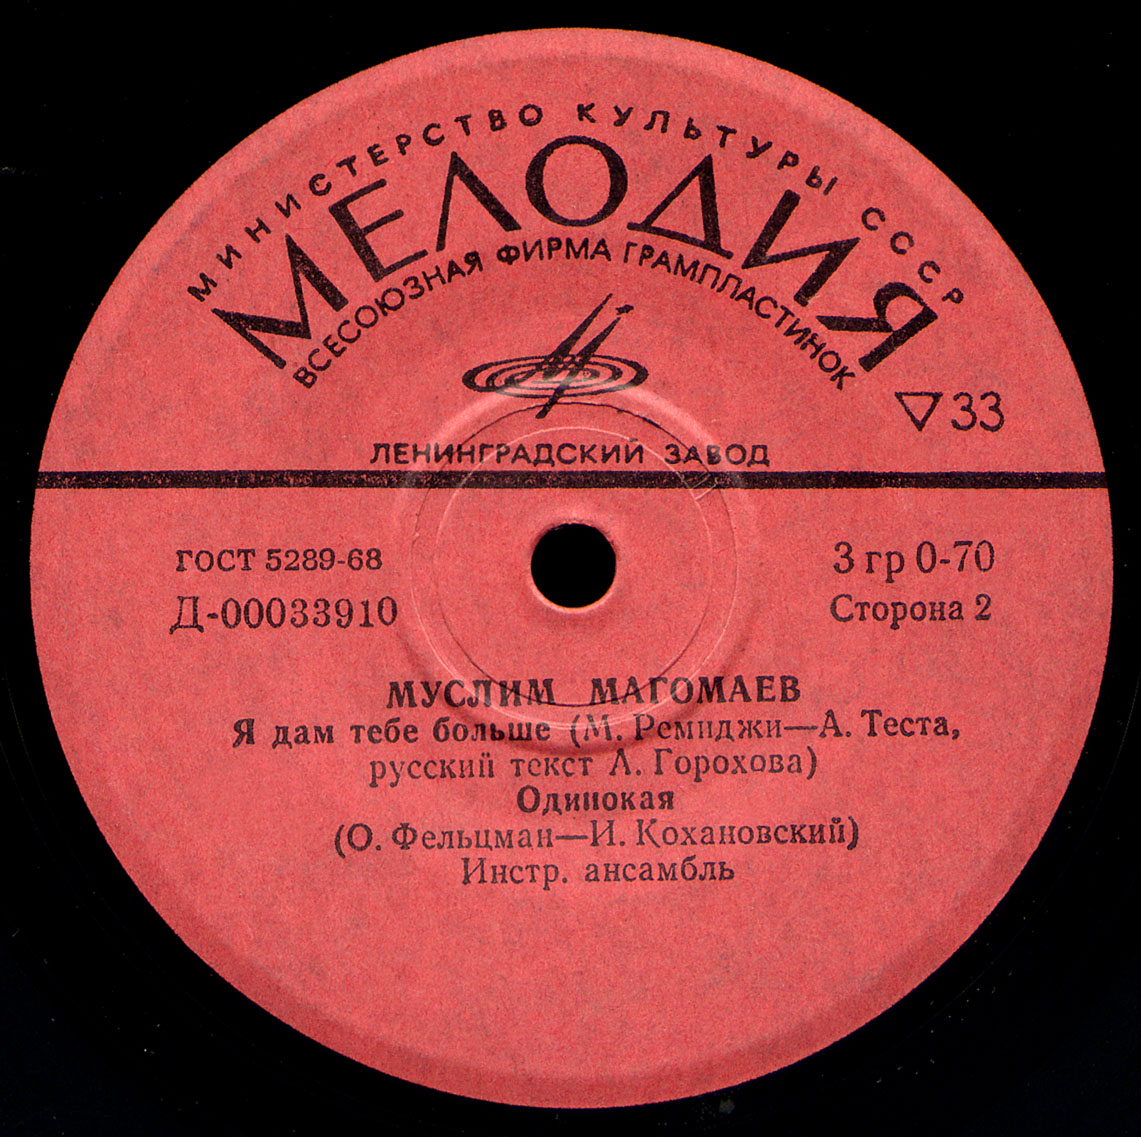 МИНИСТЕРСТВО КУЛЬТУРЫ СССР
МЕЛОДИЯ
ВСЕСОЮЗНАЯ ФИРМА ГРАМПЛАСТИНОК
33
ЛЕНИНГРАДСКИЙ ЗАВОД
ГОСТ 5289-68
Д-00033910
3 гр 0-70
Сторона 2
МУСЛИМ МАГОМАЕВ
Я дам тебе больше (М. Ремиджи—А. Теста,
русский текст Л. Горохова)
Одинокая
(О. Фельцман—И. Кохановский)
Инстр. ансамбль